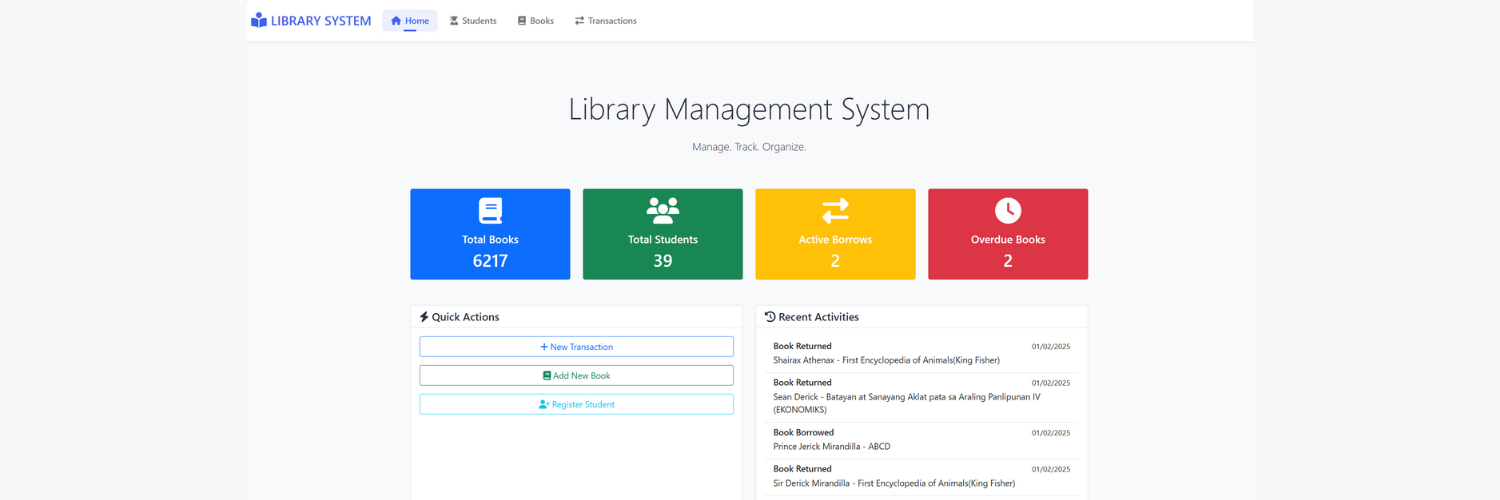 LIBRARY SYSTEM Home Students Books Transactions
Library Management System
Manage. Track. Organize.
Total Books
6217
Total Students
39
Active Borrows
2
Overdue Books
2
Quick Actions
New Transaction
Add New Book
Register Student
Recent Activities
Book Returned 01/02/2025
Shairax Athenax - First Encyclopedia of Animals(King Fisher)
Book Returned 01/02/2025
Sean Derick - Batayan at Sanayang Aklat pata sa Araling Panlipunan IV
(EKONOMIKS)
Book Borrowed 01/02/2025
Prince Jerick Mirandilla - ABCD
Book Returned 01/02/2025
Sir Derick Mirandilla - First Encyclopedia of Animals(King Fisher)